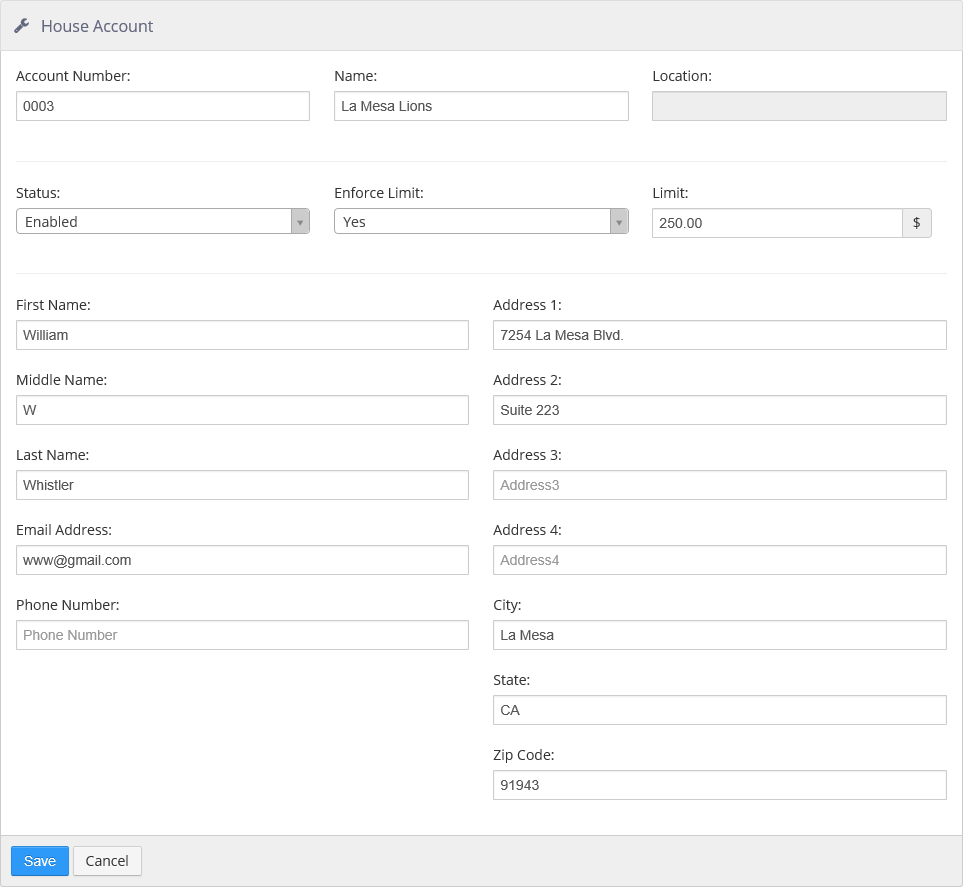 House Account
Account Number: Name: Location:
0003 La Mesa Lions
Status: Enforce Limit: Limit:
Enabled Yes 250.00 $
First Name: Address 1:
William 7254 La Mesa Blvd.
Middle Name: Address 2:
W Suite 223
Last Name: Address 3:
Whistler Address3
Email Address: Address 4:
www@gmail.com Address4
Phone Number: City:
Phone Number La Mesa
State:
CA
Zip Code:
91943
Save Cancel